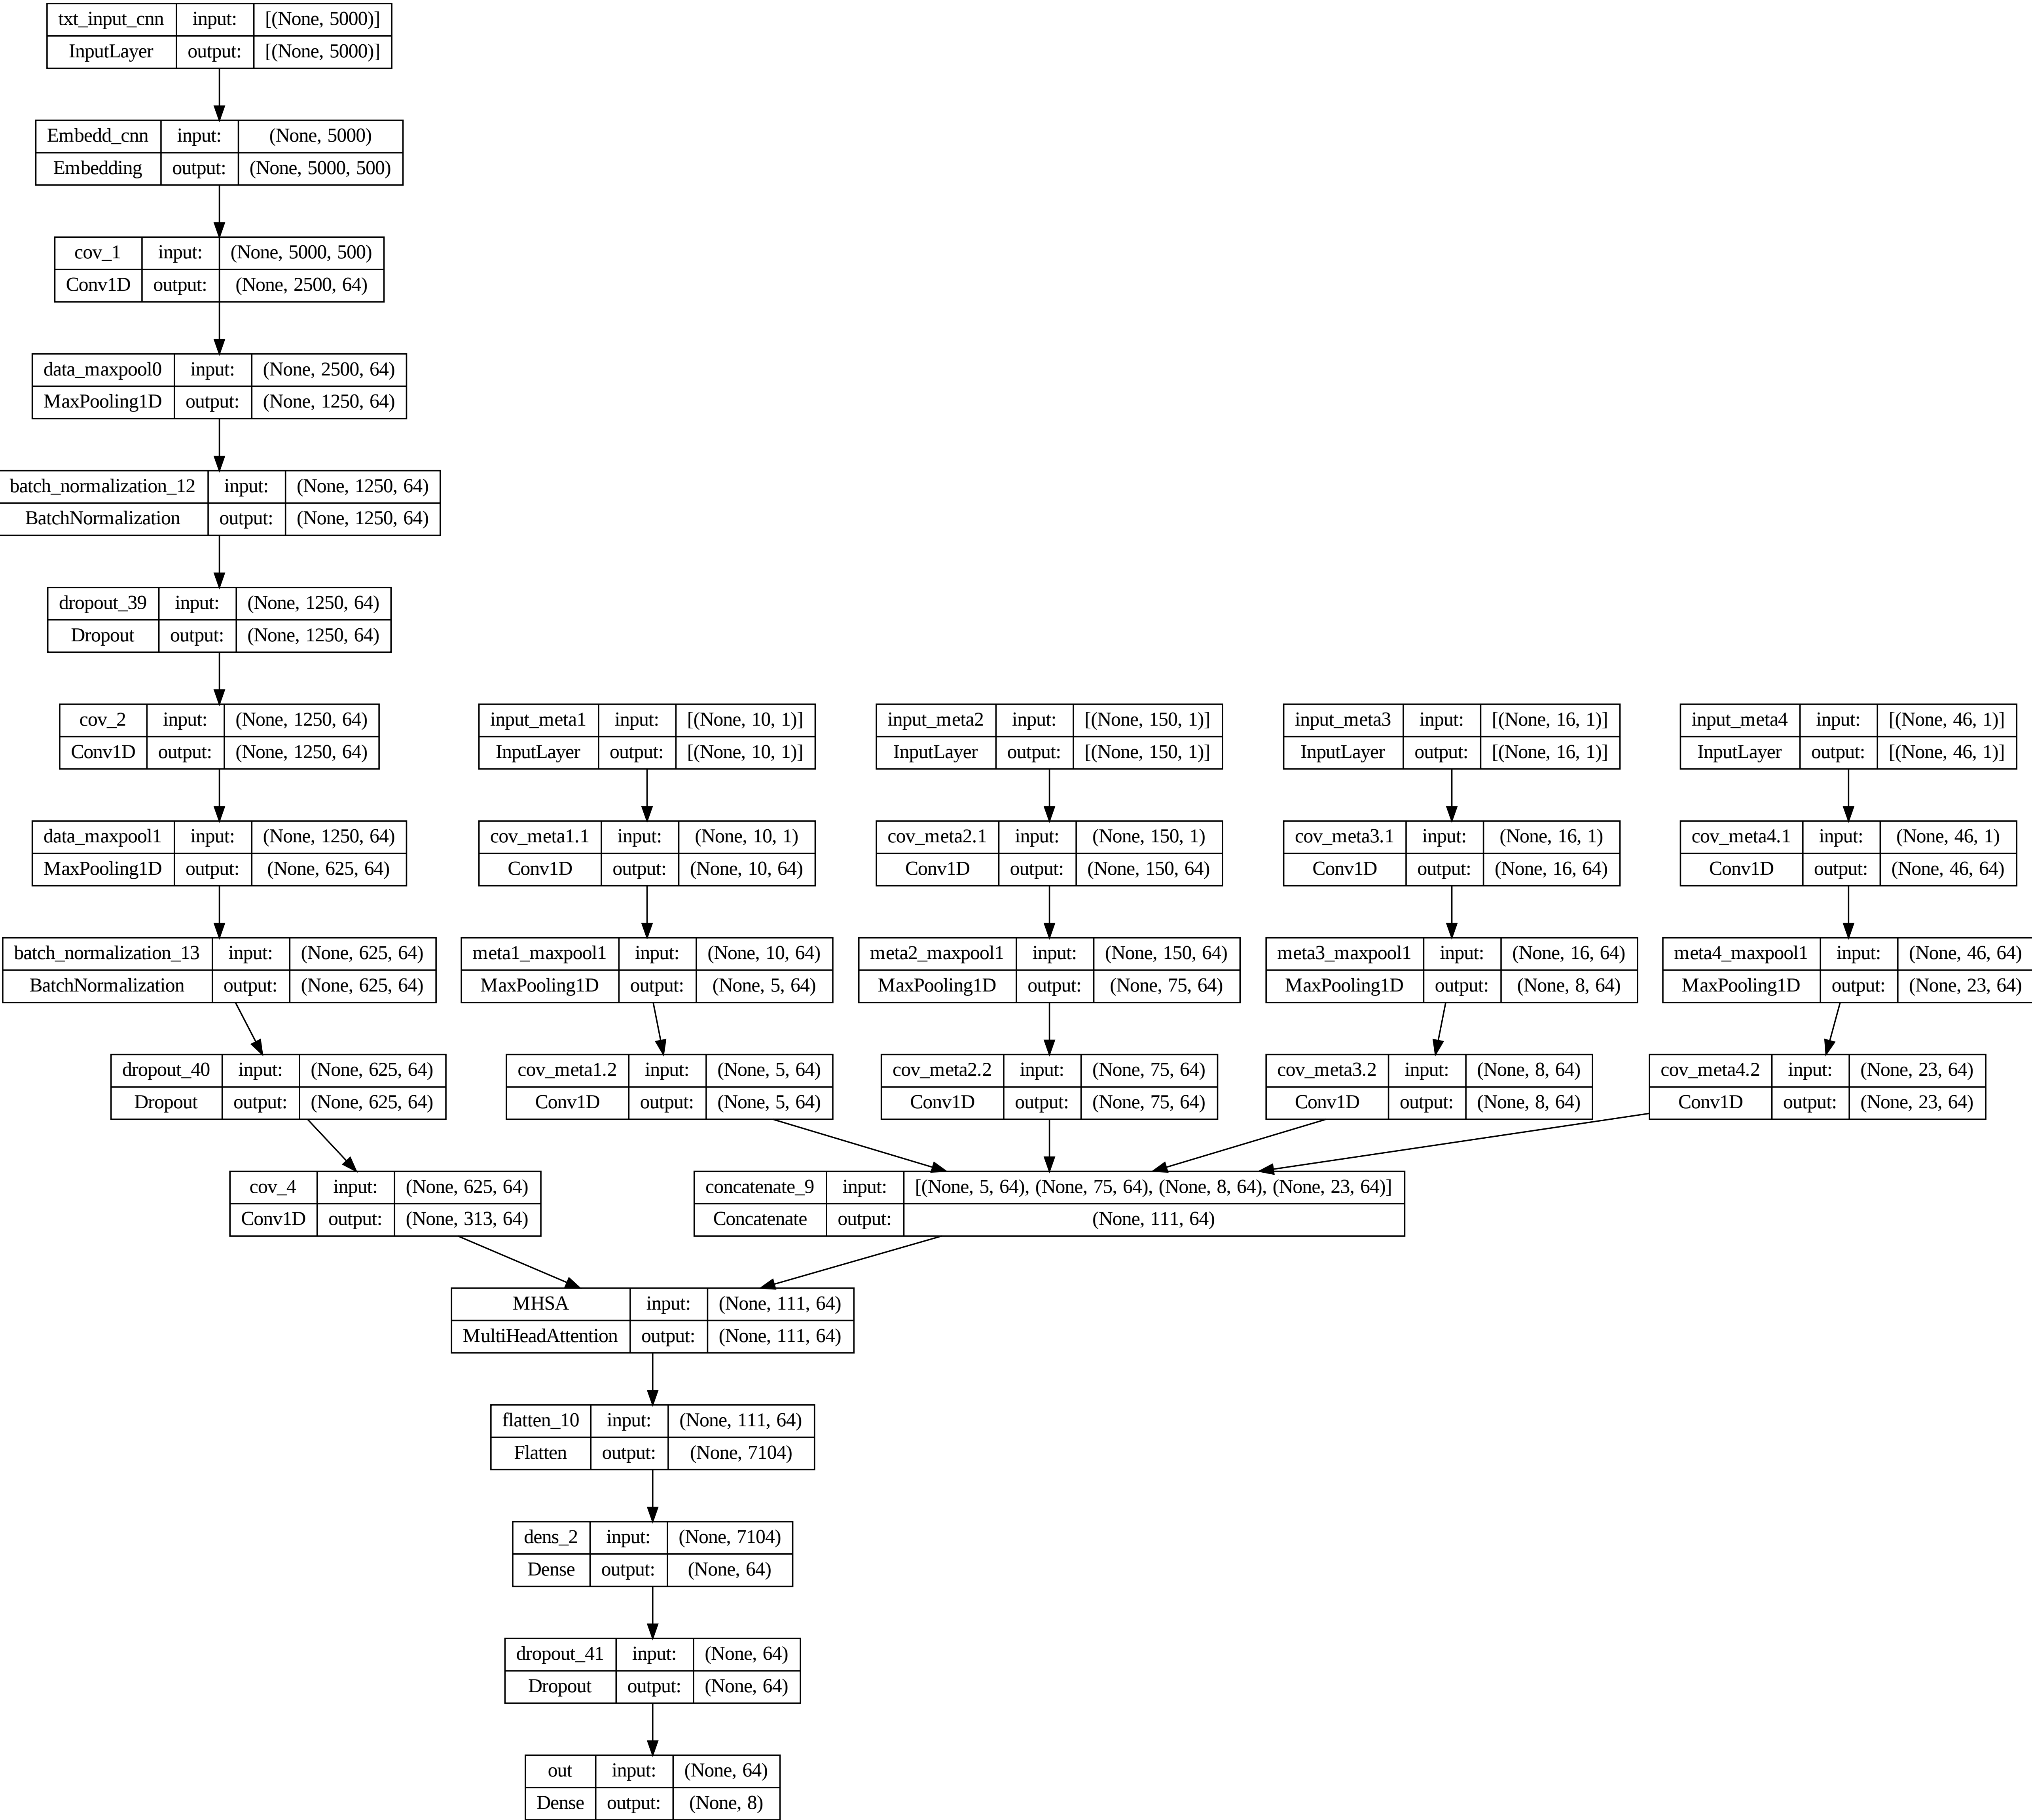 txt_input_cnn input: [(None, 5000)]
InputLayer output: [(None, 5000)]
Embedd_cnn input: (None, 5000)
Embedding output: (None, 5000, 500)
cov_1 input: (None, 5000, 500)
Conv1D output: (None, 2500, 64)
data_maxpool0 input: (None, 2500, 64)
MaxPooling1D output: (None, 1250, 64)
batch_normalization_12 input: (None, 1250, 64)
BatchNormalization output: (None, 1250, 64)
dropout_39 input: (None, 1250, 64)
Dropout output: (None, 1250, 64)
cov_2 input: (None, 1250, 64)
Conv1D output: (None, 1250, 64)
input_meta1 input: [(None, 10, 1)]
InputLayer output: [(None, 10, 1)]
input_meta2 input: [(None, 150, 1)]
InputLayer output: [(None, 150, 1)]
input_meta3 input: [(None, 16, 1)]
InputLayer output: [(None, 16, 1)]
input_meta4 input: [(None, 46, 1)]
InputLayer output: [(None, 46, 1)]
data_maxpool1 input: (None, 1250, 64)
MaxPooling1D output: (None, 625, 64)
cov_meta1.1 input: (None, 10, 1)
Conv1D output: (None, 10, 64)
cov_meta2.1 input: (None, 150, 1)
Conv1D output: (None, 150, 64)
cov_meta3.1 input: (None, 16, 1)
Conv1D output: (None, 16, 64)
cov_meta4.1 input: (None, 46, 1)
Conv1D output: (None, 46, 64)
batch_normalization_13 input: (None, 625, 64)
BatchNormalization output: (None, 625, 64)
meta1_maxpool1 input: (None, 10, 64)
MaxPooling1D output: (None, 5, 64)
meta2_maxpool1 input: (None, 150, 64)
MaxPooling1D output: (None, 75, 64)
meta3_maxpool1 input: (None, 16, 64)
MaxPooling1D output: (None, 8, 64)
meta4_maxpool1 input: (None, 46, 64)
MaxPooling1D output: (None, 23, 64)
dropout_40 input: (None, 625, 64)
Dropout output: (None, 625, 64)
cov_meta1.2 input: (None, 5, 64)
Conv1D output: (None, 5, 64)
cov_meta2.2 input: (None, 75, 64)
Conv1D output: (None, 75, 64)
cov_meta3.2 input: (None, 8, 64)
Conv1D output: (None, 8, 64)
cov_meta4.2 input: (None, 23, 64)
Conv1D output: (None, 23, 64)
cov_4 input: (None, 625, 64)
Conv1D output: (None, 313, 64)
concatenate_9 input: [(None, 5, 64), (None, 75, 64), (None, 8, 64), (None, 23, 64)]
Concatenate output: (None, 111, 64)
MHSA input: (None, 111, 64)
MultiHeadAttention output: (None, 111, 64)
flatten_10 input: (None, 111, 64)
Flatten output: (None, 7104)
dens_2 input: (None, 7104)
Dense output: (None, 64)
dropout_41 input: (None, 64)
Dropout output: (None, 64)
out input: (None, 64)
Dense output: (None, 8)